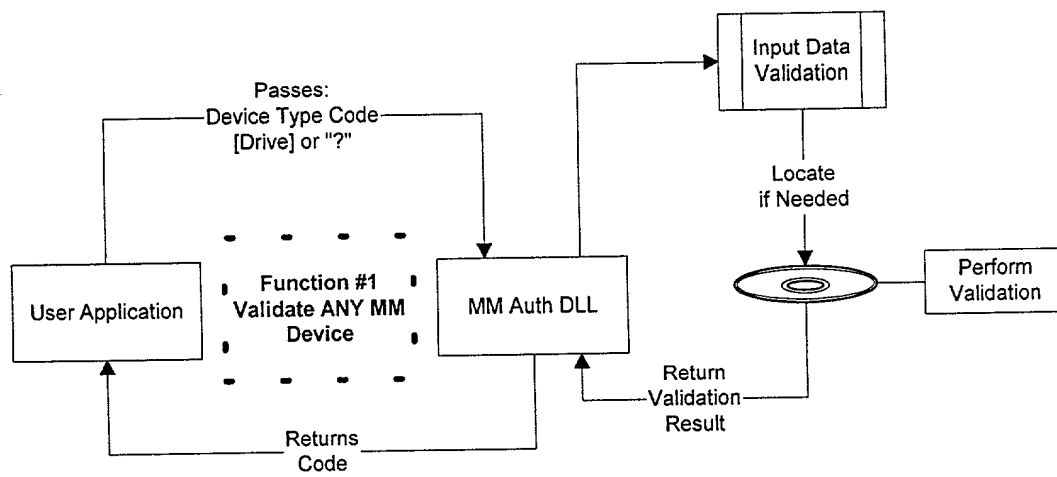 Input Data
Validation
Passes:
Device Type Code
[Drive] or "?"
Locate
if Needed
User Application
Function #1
Validate ANY MM
Device
MM Auth DLL
Perform
Validation
Return
Validation
Result
Returns
Code